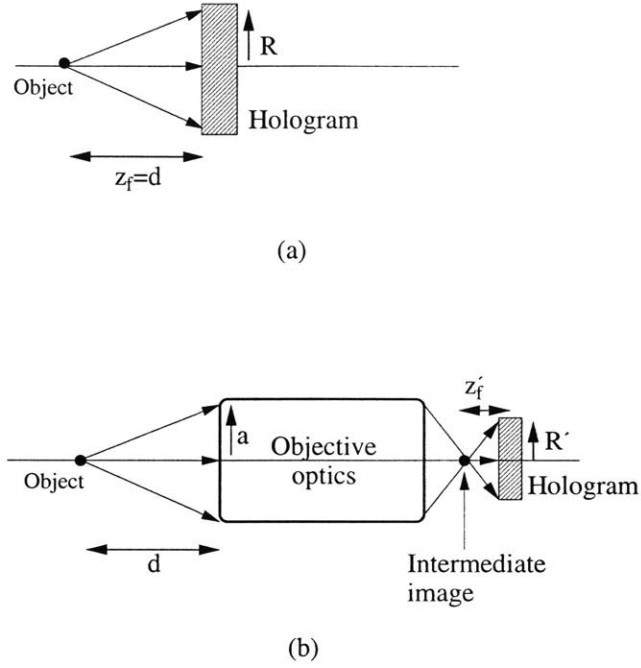 R
Object
Hologram
z_f=d
(a)
z_f´
a
Objective
optics
R´
Object
Hologram
d
Intermediate
image
(b)